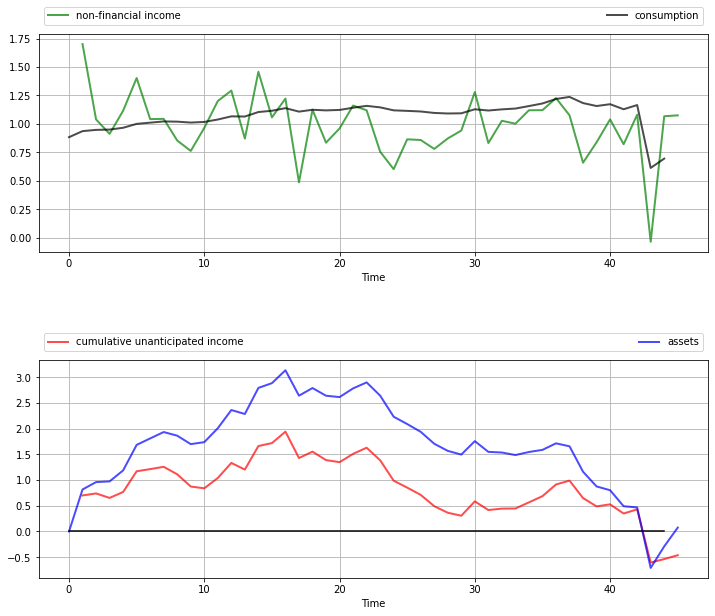 non-financial income consumption
1.75
1.50
1.25
1.00
0.75
0.50
0.25
0.00
0 10 20 30 40
Time
cumulative unanticipated income assets
3.0
2.5
2.0
1.5
1.0
0.5
0.0
−0.5
0 10 20 30 40
Time